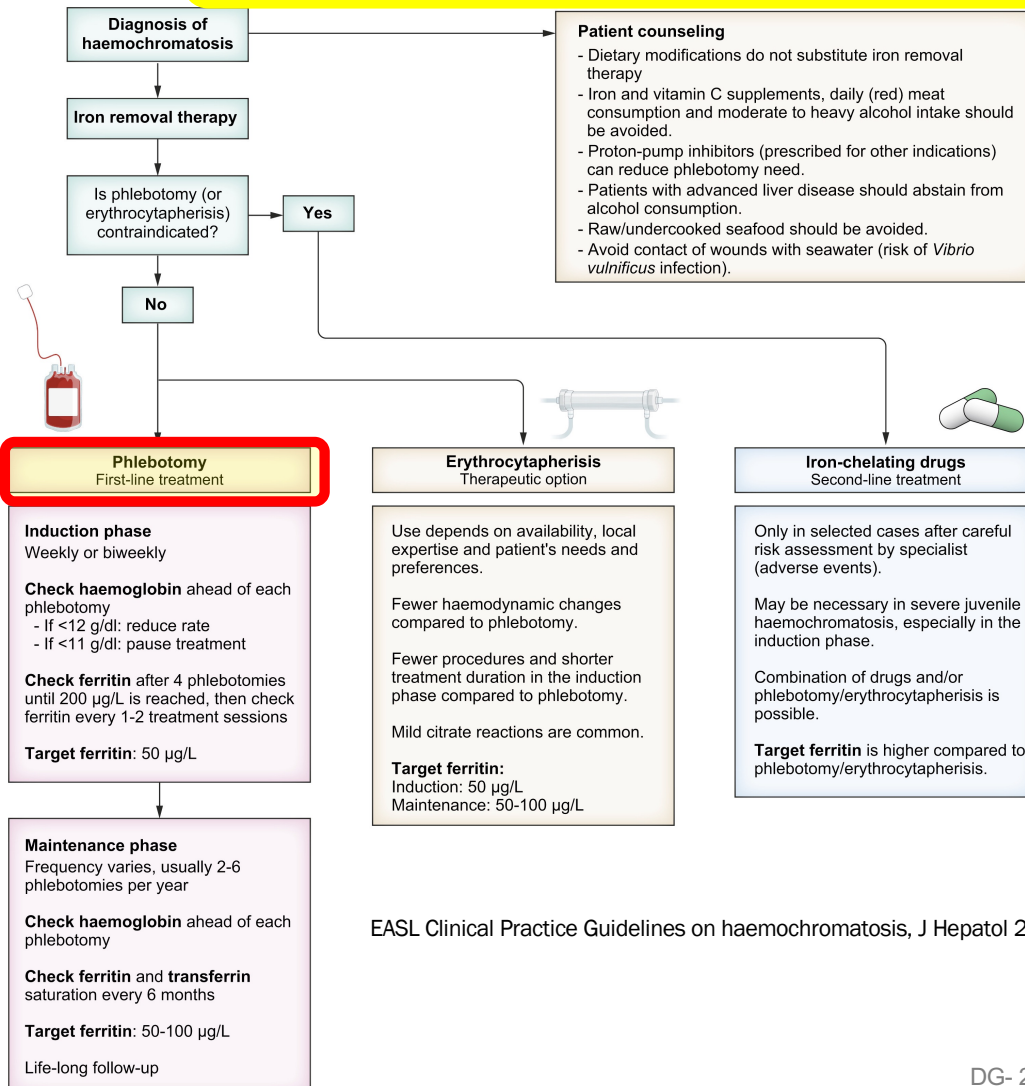 Diagnosis of
haemochromatosis
Patient counseling
- Dietary modifications do not substitute iron removal
therapy
- Iron and vitamin C supplements, daily (red) meat
consumption and moderate to heavy alcohol intake should
be avoided.
- Proton-pump inhibitors (prescribed for other indications)
can reduce phlebotomy need.
- Patients with advanced liver disease should abstain from
alcohol consumption.
- Raw/undercooked seafood should be avoided.
- Avoid contact of wounds with seawater (risk of Vibrio
vulnificus infection).
Iron removal therapy
Is phlebotomy (or
erythrocytapherisis)
contraindicated?
Yes
No
Phlebotomy
First-line treatment
Induction phase
Weekly or biweekly
Check haemoglobin ahead of each
phlebotomy
- If <12 g/dl: reduce rate
- If <11 g/dl: pause treatment
Check ferritin after 4 phlebotomies
until 200 µg/L is reached, then check
ferritin every 1-2 treatment sessions
Target ferritin: 50 µg/L
Maintenance phase
Frequency varies, usually 2-6
phlebotomies per year
Check haemoglobin ahead of each
phlebotomy
Check ferritin and transferrin
saturation every 6 months
Target ferritin: 50-100 µg/L
Life-long follow-up
Erythrocytapherisis
Therapeutic option
Use depends on availability, local
expertise and patient's needs and
preferences.
Fewer haemodynamic changes
compared to phlebotomy.
Fewer procedures and shorter
treatment duration in the induction
phase compared to phlebotomy.
Mild citrate reactions are common.
Target ferritin:
Induction: 50 µg/L
Maintenance: 50-100 µg/L
Iron-chelating drugs
Second-line treatment
Only in selected cases after careful
risk assessment by specialist
(adverse events).
May be necessary in severe juvenile
haemochromatosis, especially in the
induction phase.
Combination of drugs and/or
phlebotomy/erythrocytapherisis is
possible.
Target ferritin is higher compared to
phlebotomy/erythrocytapherisis.
EASL Clinical Practice Guidelines on haemochromatosis, J Hepatol 2
DG- 2